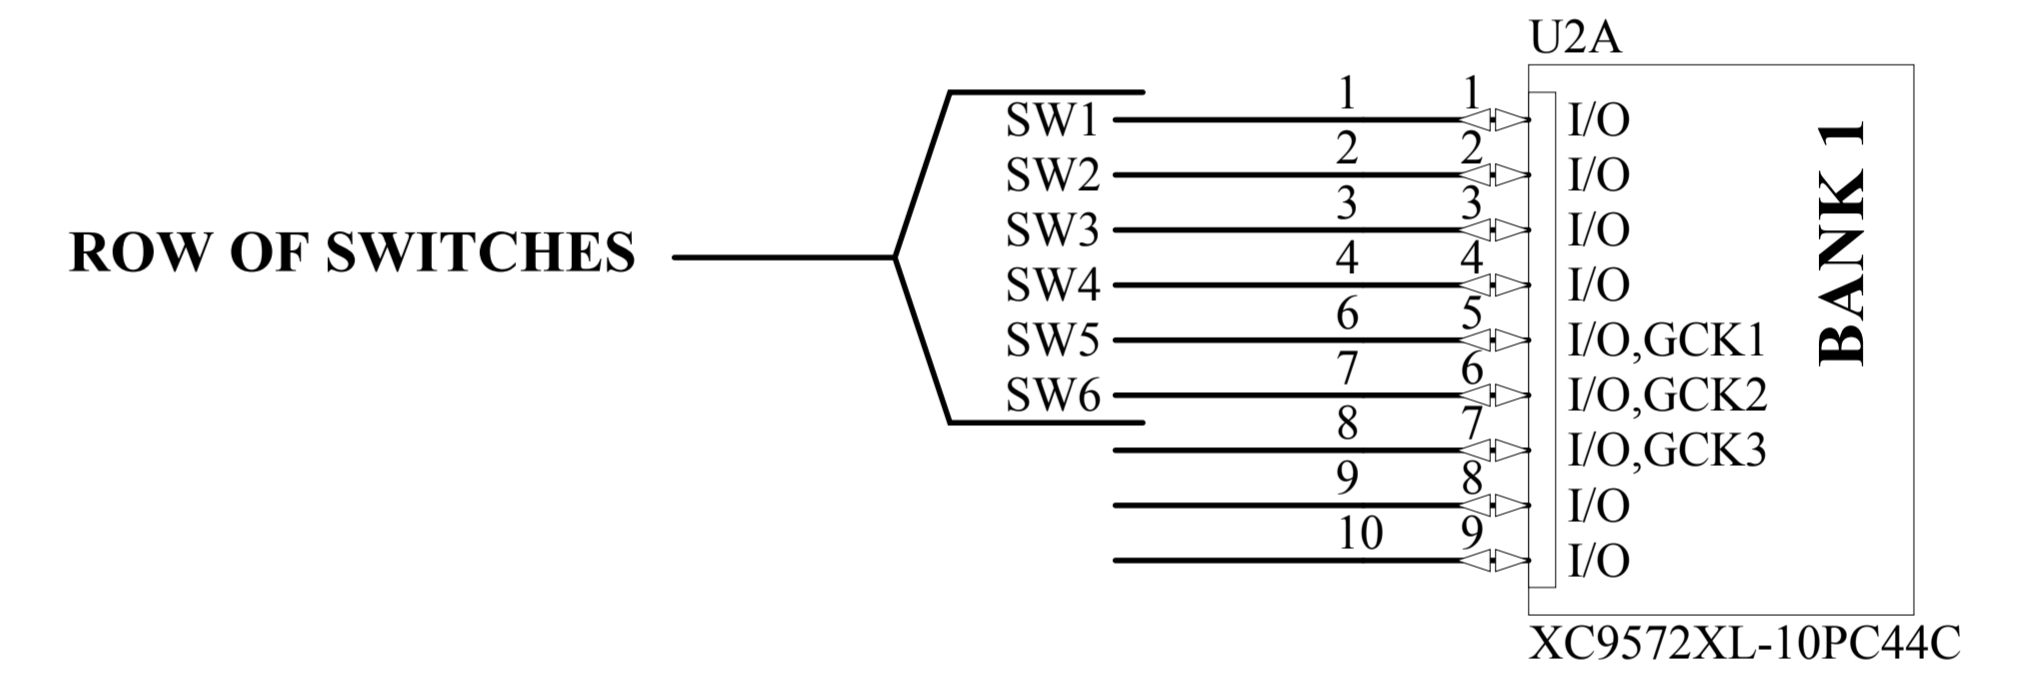 U2A
1 1
SW1 I/O
2 2
SW2 I/O
3 3
SW3 I/O
4 4
SW4 I/O
6 5
SW5 I/O,GCK1
7 6
SW6 I/O,GCK2
8 7
I/O,GCK3
9 8
I/O
10 9
I/O
ROW OF SWITCHES
BANK 1
XC9572XL-10PC44C